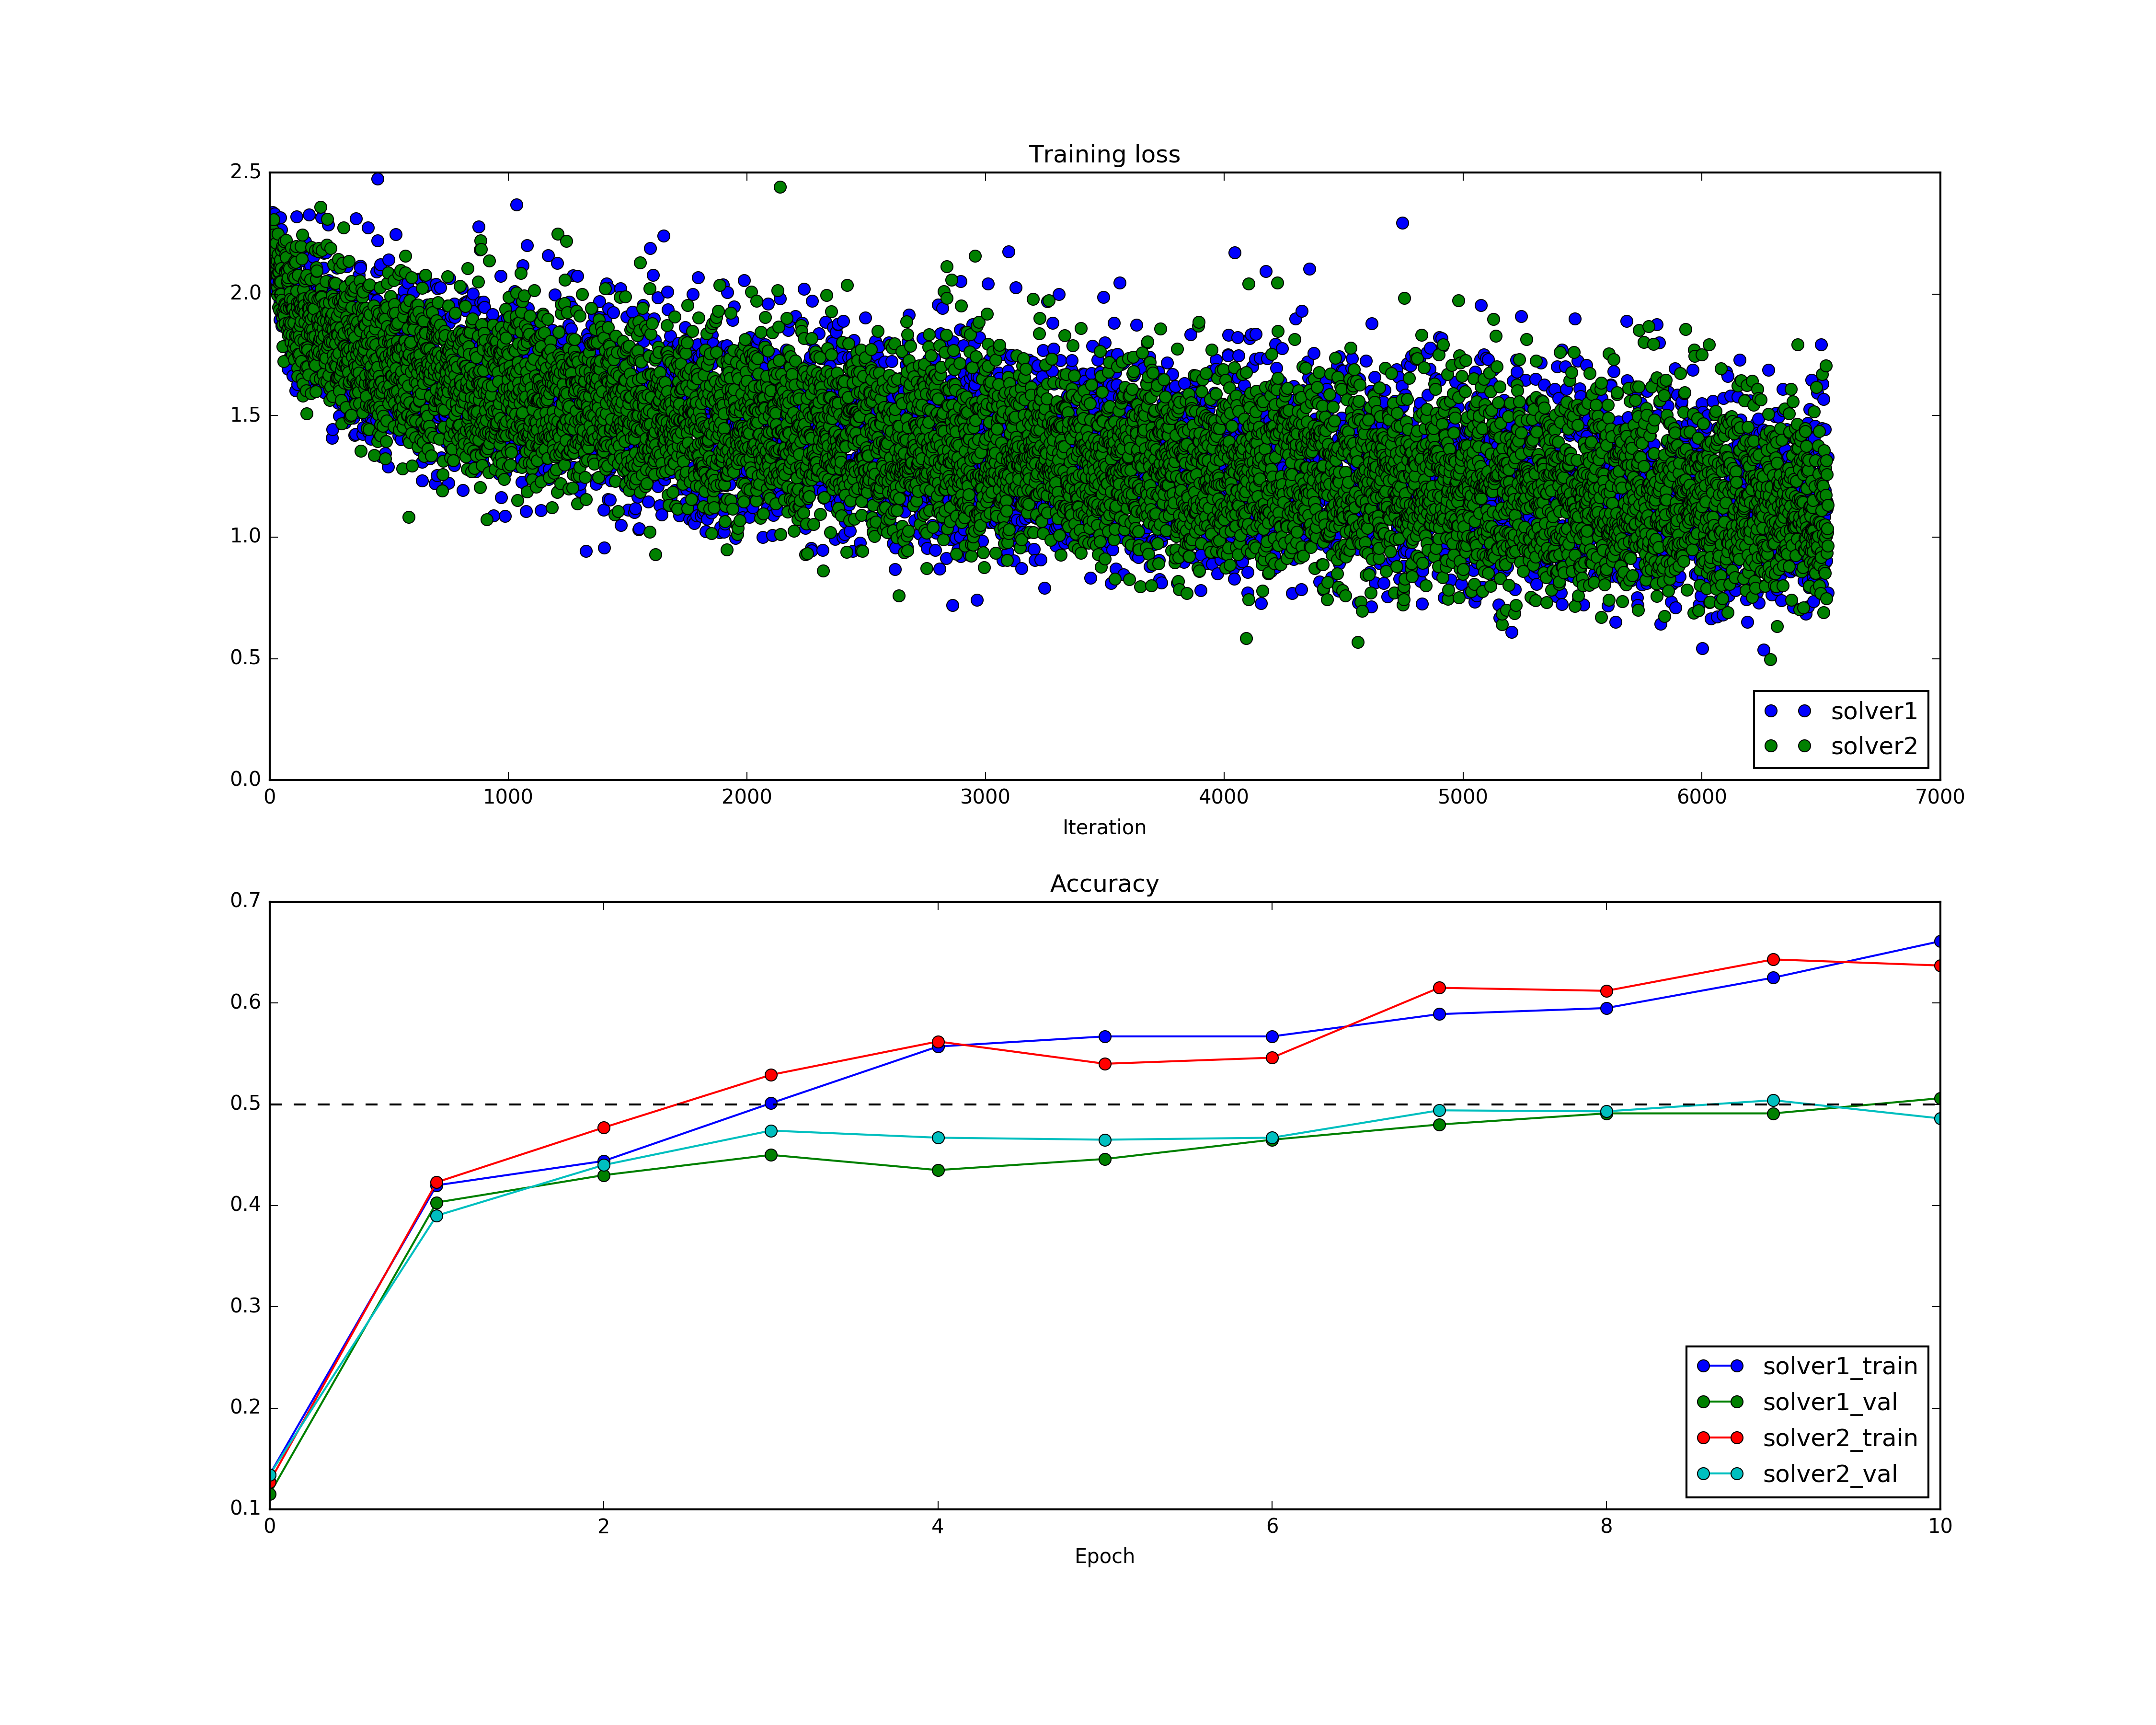 Training loss
2.5
2.0
1.5
1.0
0.5
0.0
0 1000 2000 3000 4000 5000 6000 7000
Iteration
solver1
solver2
Accuracy
0.7
0.6
0.5
0.4
0.3
0.2
0.1
0 2 4 6 8 10
Epoch
solver1_train
solver1_val
solver2_train
solver2_val